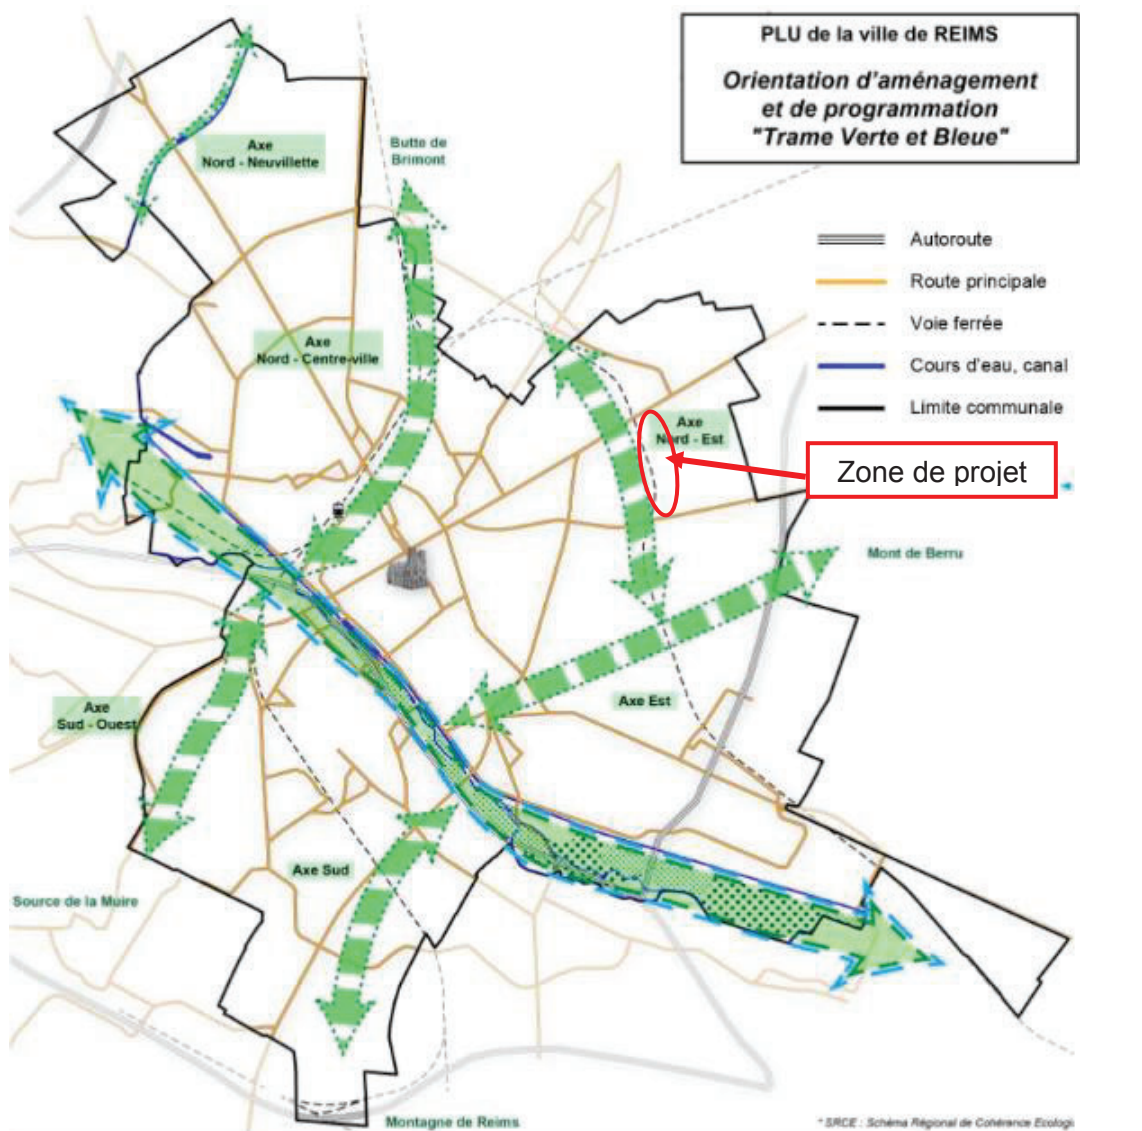 PLU de la ville de REIMS
Orientation d'aménagement
et de programmation
"Trame Verte et Bleue"
Axe
Nord - Neuvillette
Butte de
Brimont
Autoroute
Route principale
Voie ferrée
Cours d'eau, canal
Limite communale
Axe
Nord - Centre-ville
Axe
Nord - Est
Zone de projet
Mont de Berru
Axe
Sud - Ouest
Axe Est
Axe Sud
Source de la Muire
Montagne de Reims
* SRCE : Schéma Régional de Cohérence Ecologi